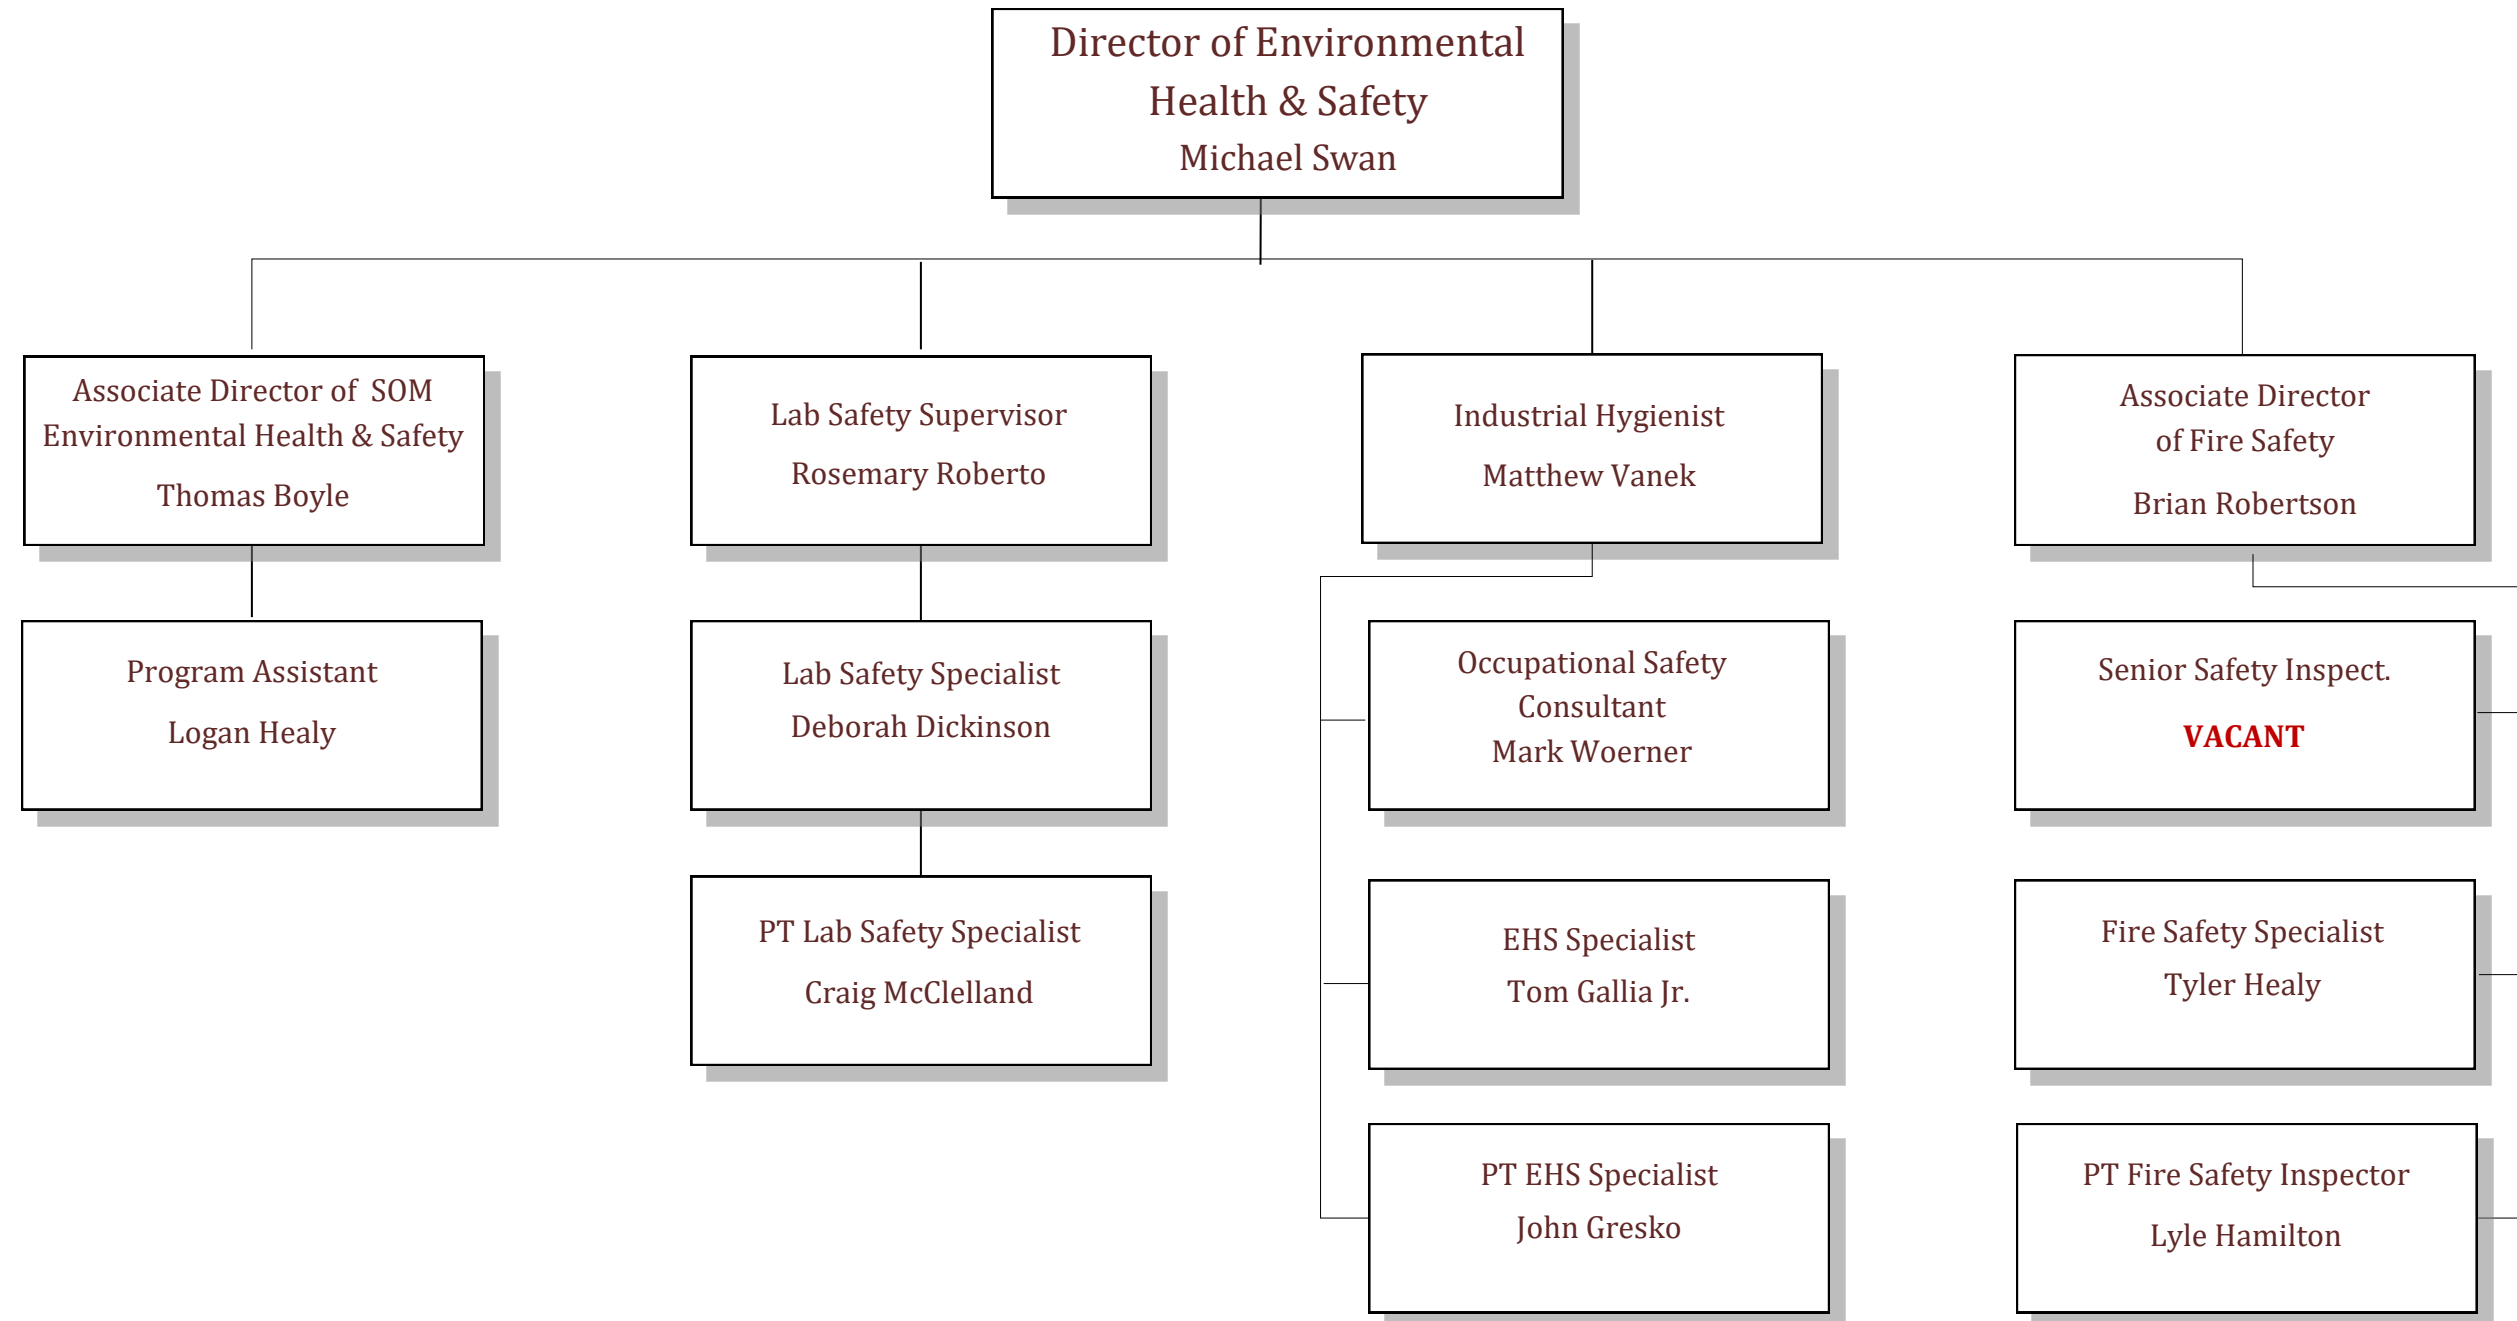 Director of Environmental
Health & Safety
Michael Swan
Associate Director of SOM
Environmental Health & Safety
Thomas Boyle
Lab Safety Supervisor
Rosemary Roberto
Industrial Hygienist
Matthew Vanek
Associate Director
of Fire Safety
Brian Robertson
Program Assistant
Logan Healy
Lab Safety Specialist
Deborah Dickinson
Occupational Safety
Consultant
Mark Woerner
Senior Safety Inspect.
VACANT
PT Lab Safety Specialist
Craig McClelland
EHS Specialist
Tom Gallia Jr.
Fire Safety Specialist
Tyler Healy
PT EHS Specialist
John Gresko
PT Fire Safety Inspector
Lyle Hamilton